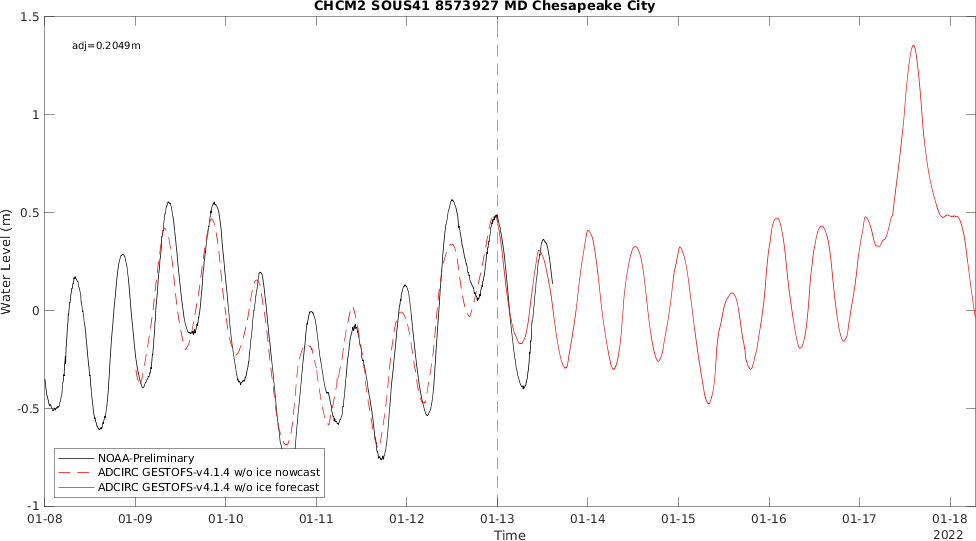 CHCM2 SOUS41 8573927 MD Chesapeake City
adj=0.2049m
1.5
1
0.5
0
-0.5
-1
Water Level (m)
NOAA-Preliminary
ADCIRC GESTOFS-v4.1.4 w/o ice nowcast
ADCIRC GESTOFS-v4.1.4 w/o ice forecast
01-08 01-09 01-10 01-11 01-12 01-13 01-14 01-15 01-16 01-17 01-18
Time
2022